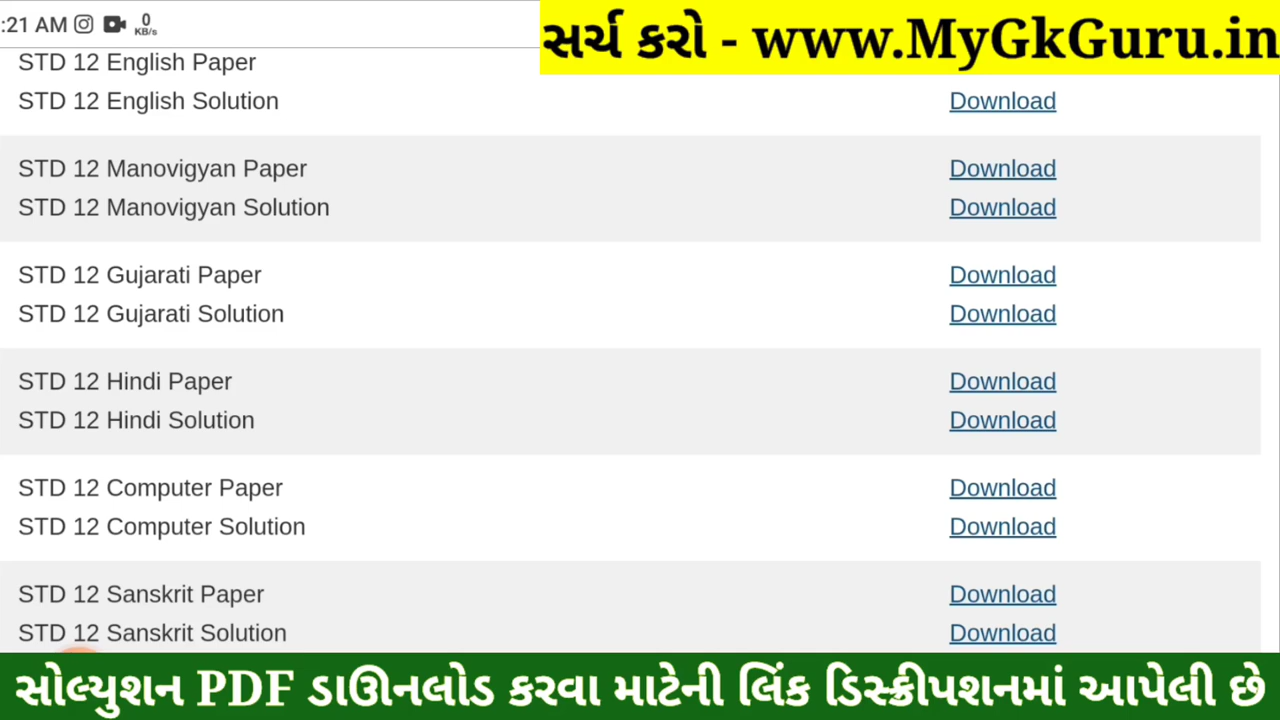 :21 AM 0 KB/s
સર્ચ કરો - www.MyGkGuru.in
STD 12 English Paper
STD 12 English Solution Download
STD 12 Manovigyan Paper Download
STD 12 Manovigyan Solution Download
STD 12 Gujarati Paper Download
STD 12 Gujarati Solution Download
STD 12 Hindi Paper Download
STD 12 Hindi Solution Download
STD 12 Computer Paper Download
STD 12 Computer Solution Download
STD 12 Sanskrit Paper Download
STD 12 Sanskrit Solution Download
સોલ્યુશન PDF ડાઊનલોડ કરવા માટેની લિંક ડિસ્ક્રીપશનમાં આપેલી છે